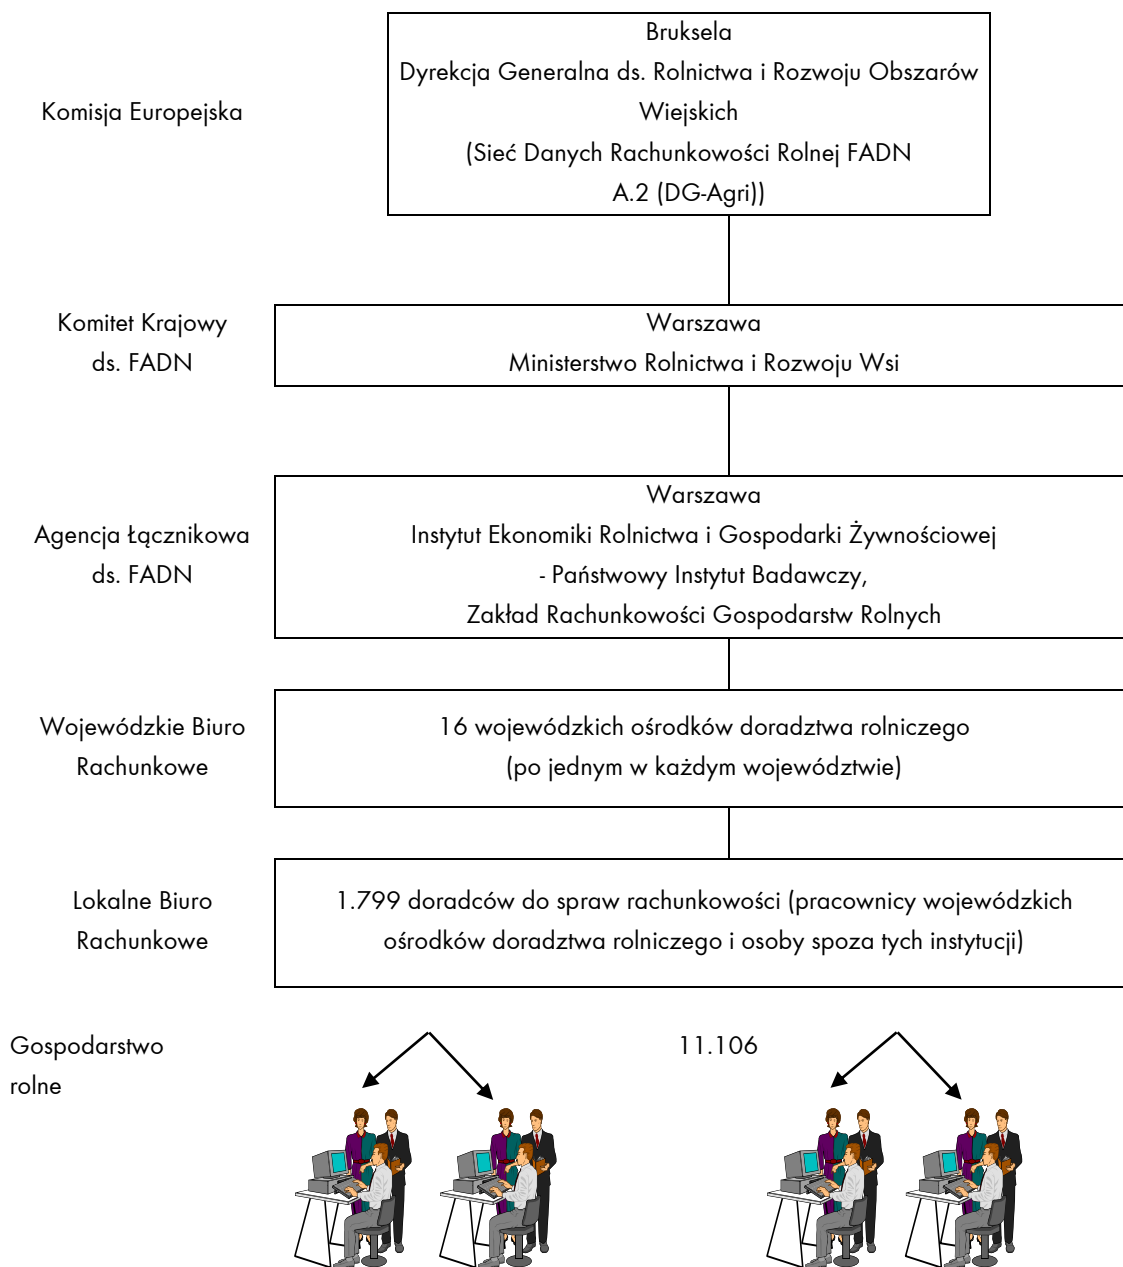 Bruksela
Dyrekcja Generalna ds. Rolnictwa i Rozwoju Obszarów
Wiejskich
(Sieć Danych Rachunkowości Rolnej FADN
A.2 (DG-Agri))
Komisja Europejska
Komitet Krajowy
ds. FADN
Warszawa
Ministerstwo Rolnictwa i Rozwoju Wsi
Agencja Łącznikowa
ds. FADN
Warszawa
Instytut Ekonomiki Rolnictwa i Gospodarki Żywnościowej
- Państwowy Instytut Badawczy,
Zakład Rachunkowości Gospodarstw Rolnych
Wojewódzkie Biuro
Rachunkowe
16 wojewódzkich ośrodków doradztwa rolniczego
(po jednym w każdym województwie)
Lokalne Biuro
Rachunkowe
1.799 doradców do spraw rachunkowości (pracownicy wojewódzkich
ośrodków doradztwa rolniczego i osoby spoza tych instytucji)
Gospodarstwo
rolne
11.106